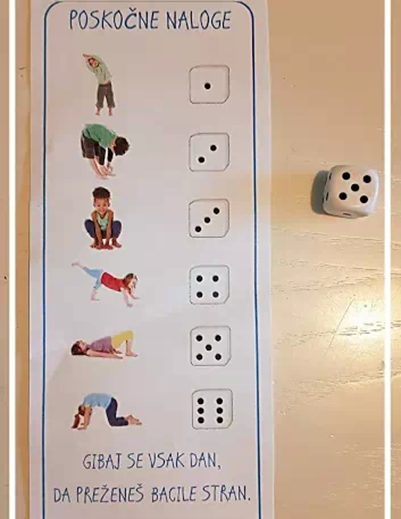 POSKOČNE NALOGE
GIBAJ SE VSAK DAN,
DA PREŽENEŠ BACILE STRAN.